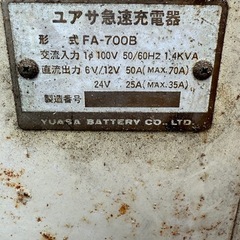 ユアサ急速充電器
形式 FA-700B
交流入力 1φ100V 50/60Hz 1.4KVA
直流出力 6V/12V 50A(MAX.70A)
24V 25A(MAX.35A)
製造番号
YUASA BATTERY CO., LTD.